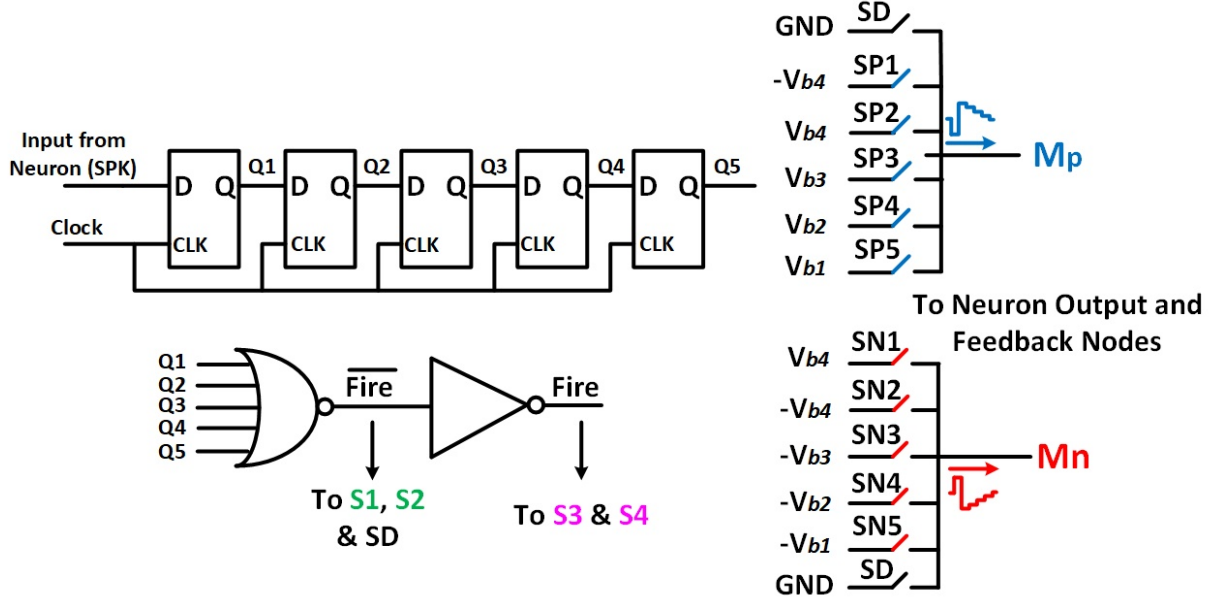 Input from
Neuron (SPK)
Clock
D Q
CLK
Q1
D Q
CLK
Q2
D Q
CLK
Q3
D Q
CLK
Q4
D Q
CLK
Q5
Q1
Q2
Q3
Q4
Q5
Fire
To S1, S2
& SD
Fire
To S3 & S4
GND SD
-Vb4 SP1
Vb4 SP2
Vb3 SP3
Vb2 SP4
Vb1 SP5
Mp
To Neuron Output and
Feedback Nodes
Vb4 SN1
-Vb4 SN2
-Vb3 SN3
-Vb2 SN4
-Vb1 SN5
GND SD
Mn